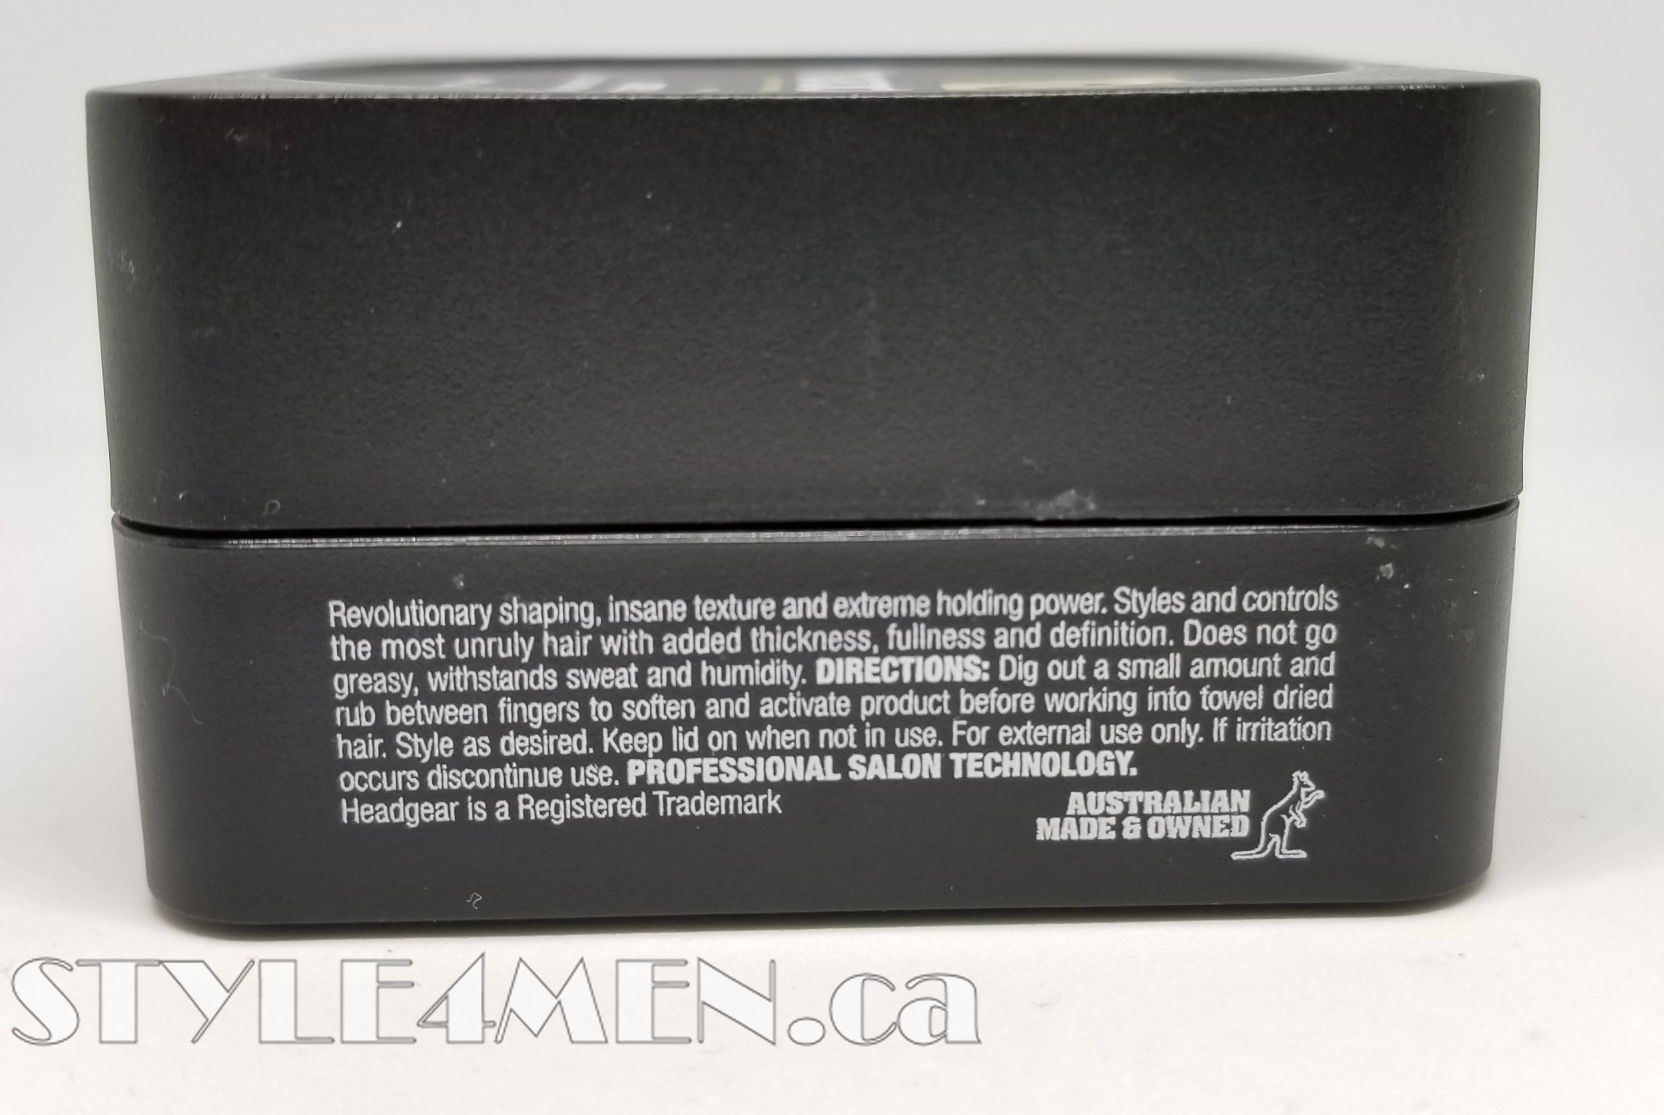 Revolutionary shaping, insane texture and extreme holding power. Styles and controls
the most unruly hair with added thickness, fullness and definition. Does not go
greasy, withstands sweat and humidity. DIRECTIONS: Dig out a small amount and
rub between fingers to soften and activate product before working into towel dried
hair. Style as desired. Keep lid on when not in use. For external use only. If irritation
occurs discontinue use. PROFESSIONAL SALON TECHNOLOGY.
Headgear is a Registered Trademark
AUSTRALIAN
MADE & OWNED
STYLE4MEN.ca